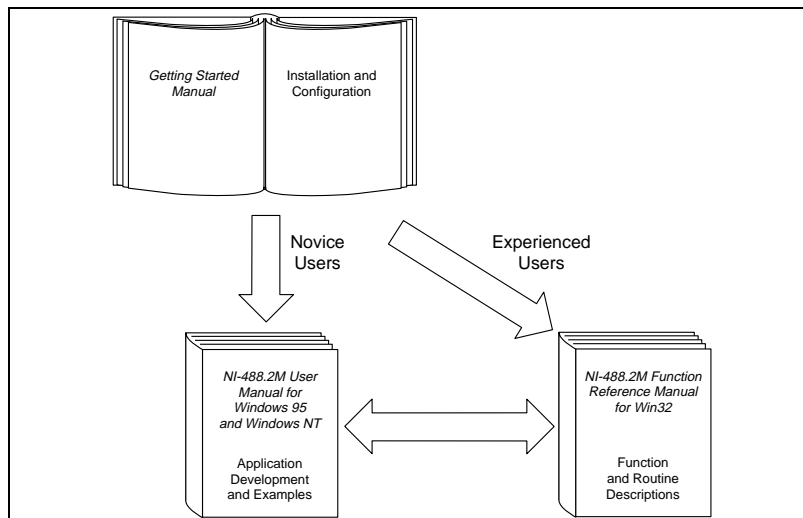 Getting Started
Manual
Installation and
Configuration
Novice
Users
Experienced
Users
NI-488.2M User
Manual for
Windows 95
and Windows NT
Application
Development
and Examples
NI-488.2M Function
Reference Manual
for Win32
Function
and Routine
Descriptions